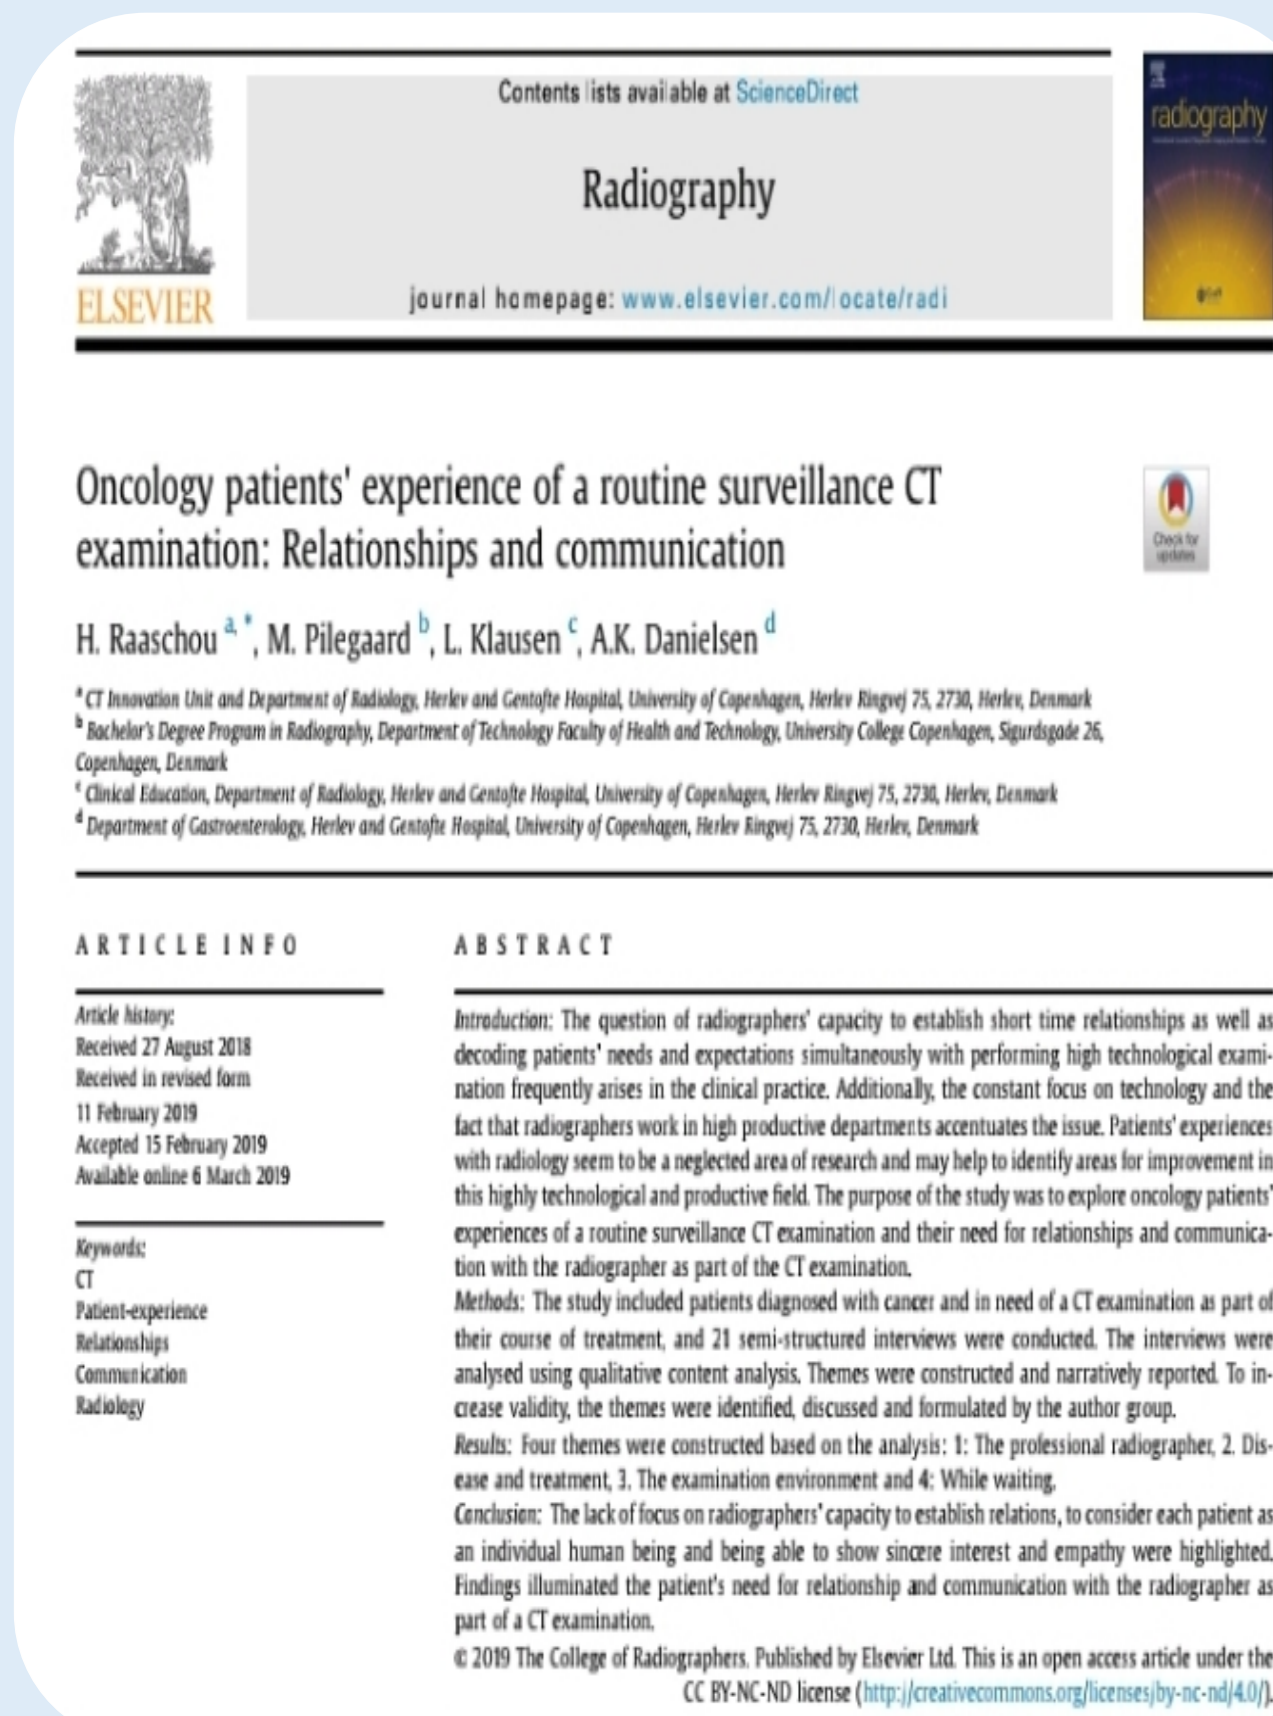 Contents lists available at ScienceDirect
Radiography
journal homepage: www.elsevier.com/locate/radi
ELSEVIER
radiography
Oncology patients' experience of a routine surveillance CT
examination: Relationships and communication
Check for
updates
H. Raaschou a, *, M. Pilegaard b, L. Klausen c, A.K. Danielsen d
a CT Innovation Unit and Department of Radiology, Herlev and Gentofte Hospital, University of Copenhagen, Herlev Ringvej 75, 2730, Herlev, Denmark
b Bachelor's Degree Program in Radiography, Department of Technology Faculty of Health and Technology, University College Copenhagen, Sigurdsgade 26,
Copenhagen, Denmark
c Clinical Education, Department of Radiology, Herlev and Gentofte Hospital, University of Copenhagen, Herlev Ringvej 75, 2730, Herlev, Denmark
d Department of Gastroenterology, Herlev and Gentofte Hospital, University of Copenhagen, Herlev Ringvej 75, 2730, Herlev, Denmark
ARTICLE INFO
Article history:
Received 27 August 2018
Received in revised form
11 February 2019
Accepted 15 February 2019
Available online 6 March 2019
Keywords:
CT
Patient-experience
Relationships
Communication
Radiology
ABSTRACT
Introduction: The question of radiographers' capacity to establish short time relationships as well as
decoding patients' needs and expectations simultaneously with performing high technological exami-
nation frequently arises in the clinical practice. Additionally, the constant focus on technology and the
fact that radiographers work in high productive departments accentuates the issue. Patients' experiences
with radiology seem to be a neglected area of research and may help to identify areas for improvement in
this highly technological and productive field. The purpose of the study was to explore oncology patients'
experiences of a routine surveillance CT examination and their need for relationships and communica-
tion with the radiographer as part of the CT examination.
Methods: The study included patients diagnosed with cancer and in need of a CT examination as part of
their course of treatment, and 21 semi-structured interviews were conducted. The interviews were
analysed using qualitative content analysis. Themes were constructed and narratively reported. To in-
crease validity, the themes were identified, discussed and formulated by the author group.
Results: Four themes were constructed based on the analysis: 1: The professional radiographer, 2. Dis-
ease and treatment, 3. The examination environment and 4: While waiting.
Conclusion: The lack of focus on radiographers' capacity to establish relations, to consider each patient as
an individual human being and being able to show sincere interest and empathy were highlighted.
Findings illuminated the patient's need for relationship and communication with the radiographer as
part of a CT examination.
© 2019 The College of Radiographers. Published by Elsevier Ltd. This is an open access article under the
CC BY-NC-ND license (http://creativecommons.org/licenses/by-nc-nd/4.0/).